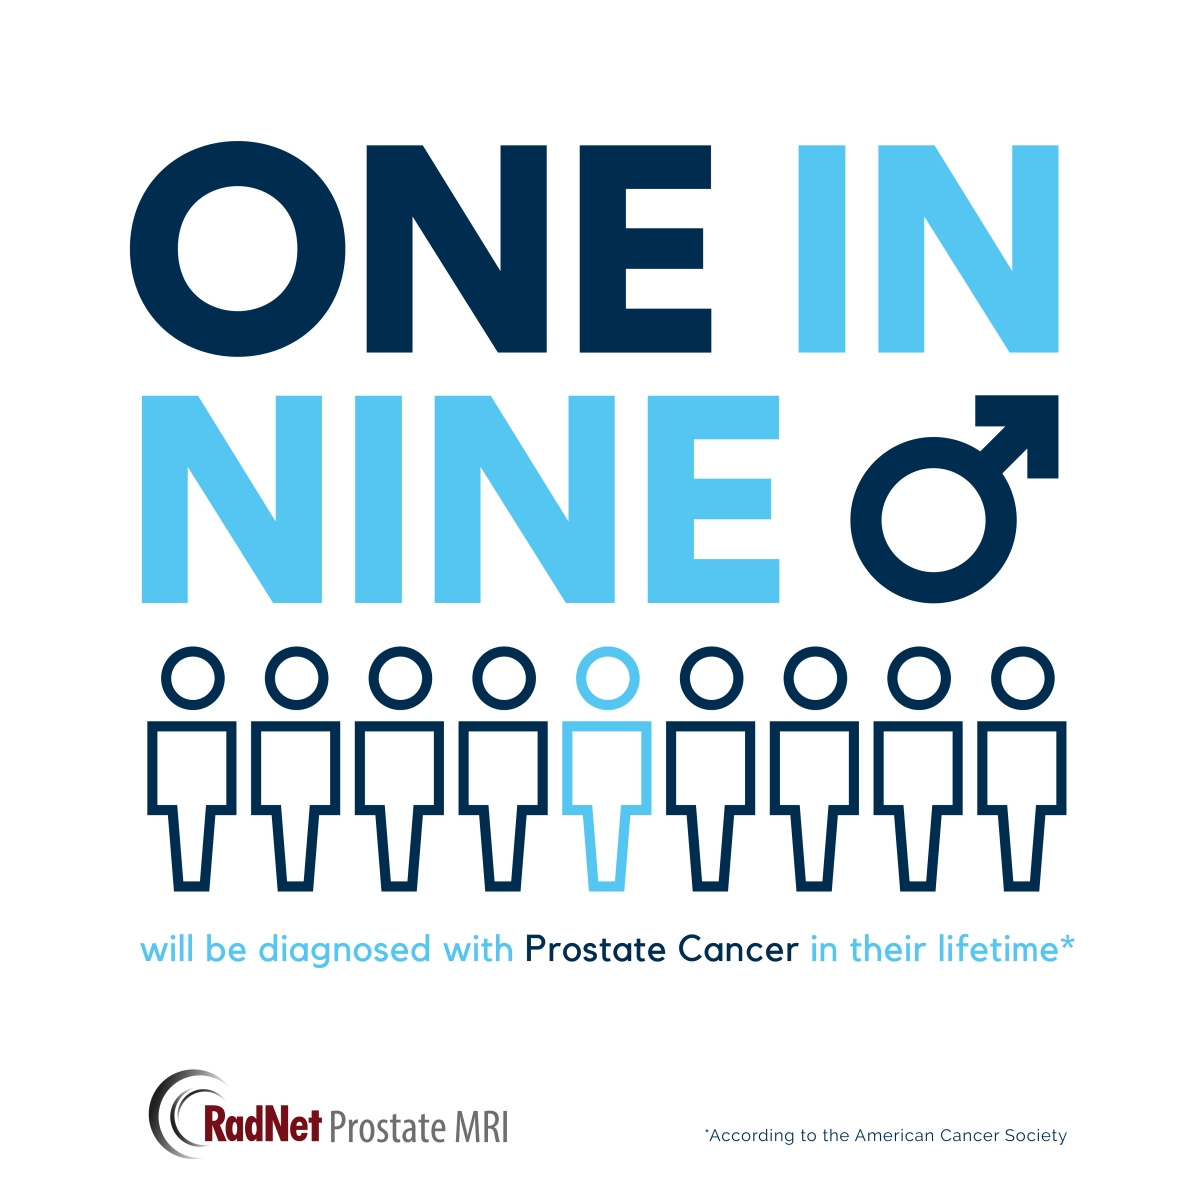 ONE IN
NINE
will be diagnosed with Prostate Cancer in their lifetime*
RadNet Prostate MRI
*According to the American Cancer Society